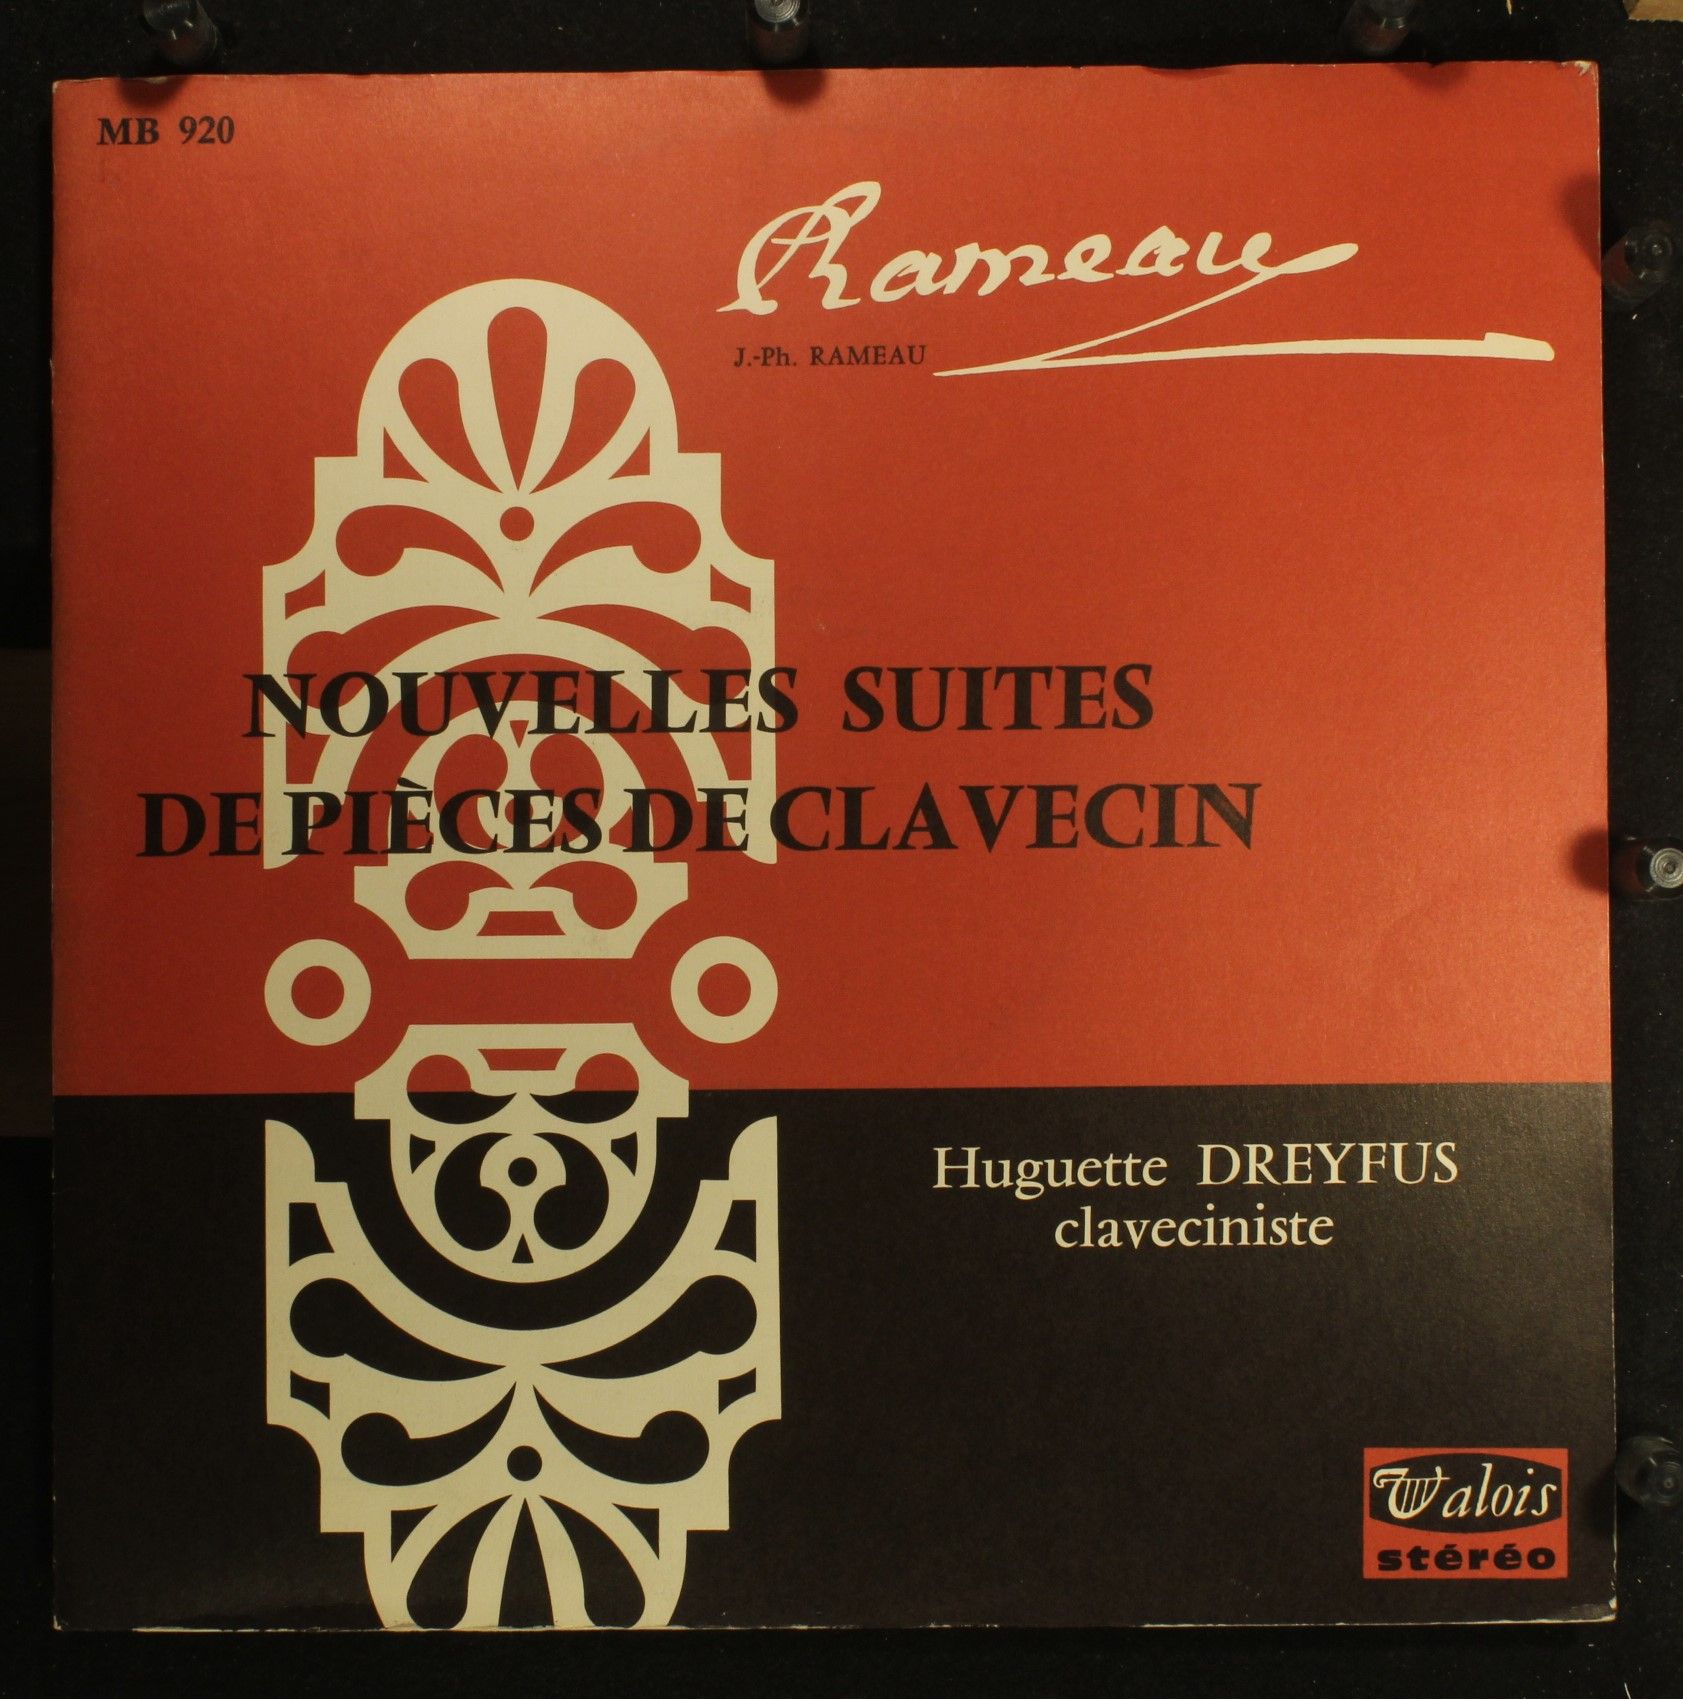 MB 920
Rameau
J.-Ph. RAMEAU
NOUVELLES SUITES
DE PIÈCES DE CLAVECIN
Huguette DREYFUS
claveciniste
Valois
stéréo